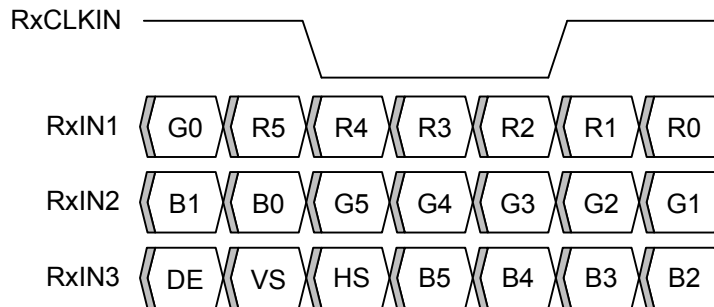 RxCLKIN
RxIN1 G0 R5 R4 R3 R2 R1 R0
RxIN2 B1 B0 G5 G4 G3 G2 G1
RxIN3 DE VS HS B5 B4 B3 B2